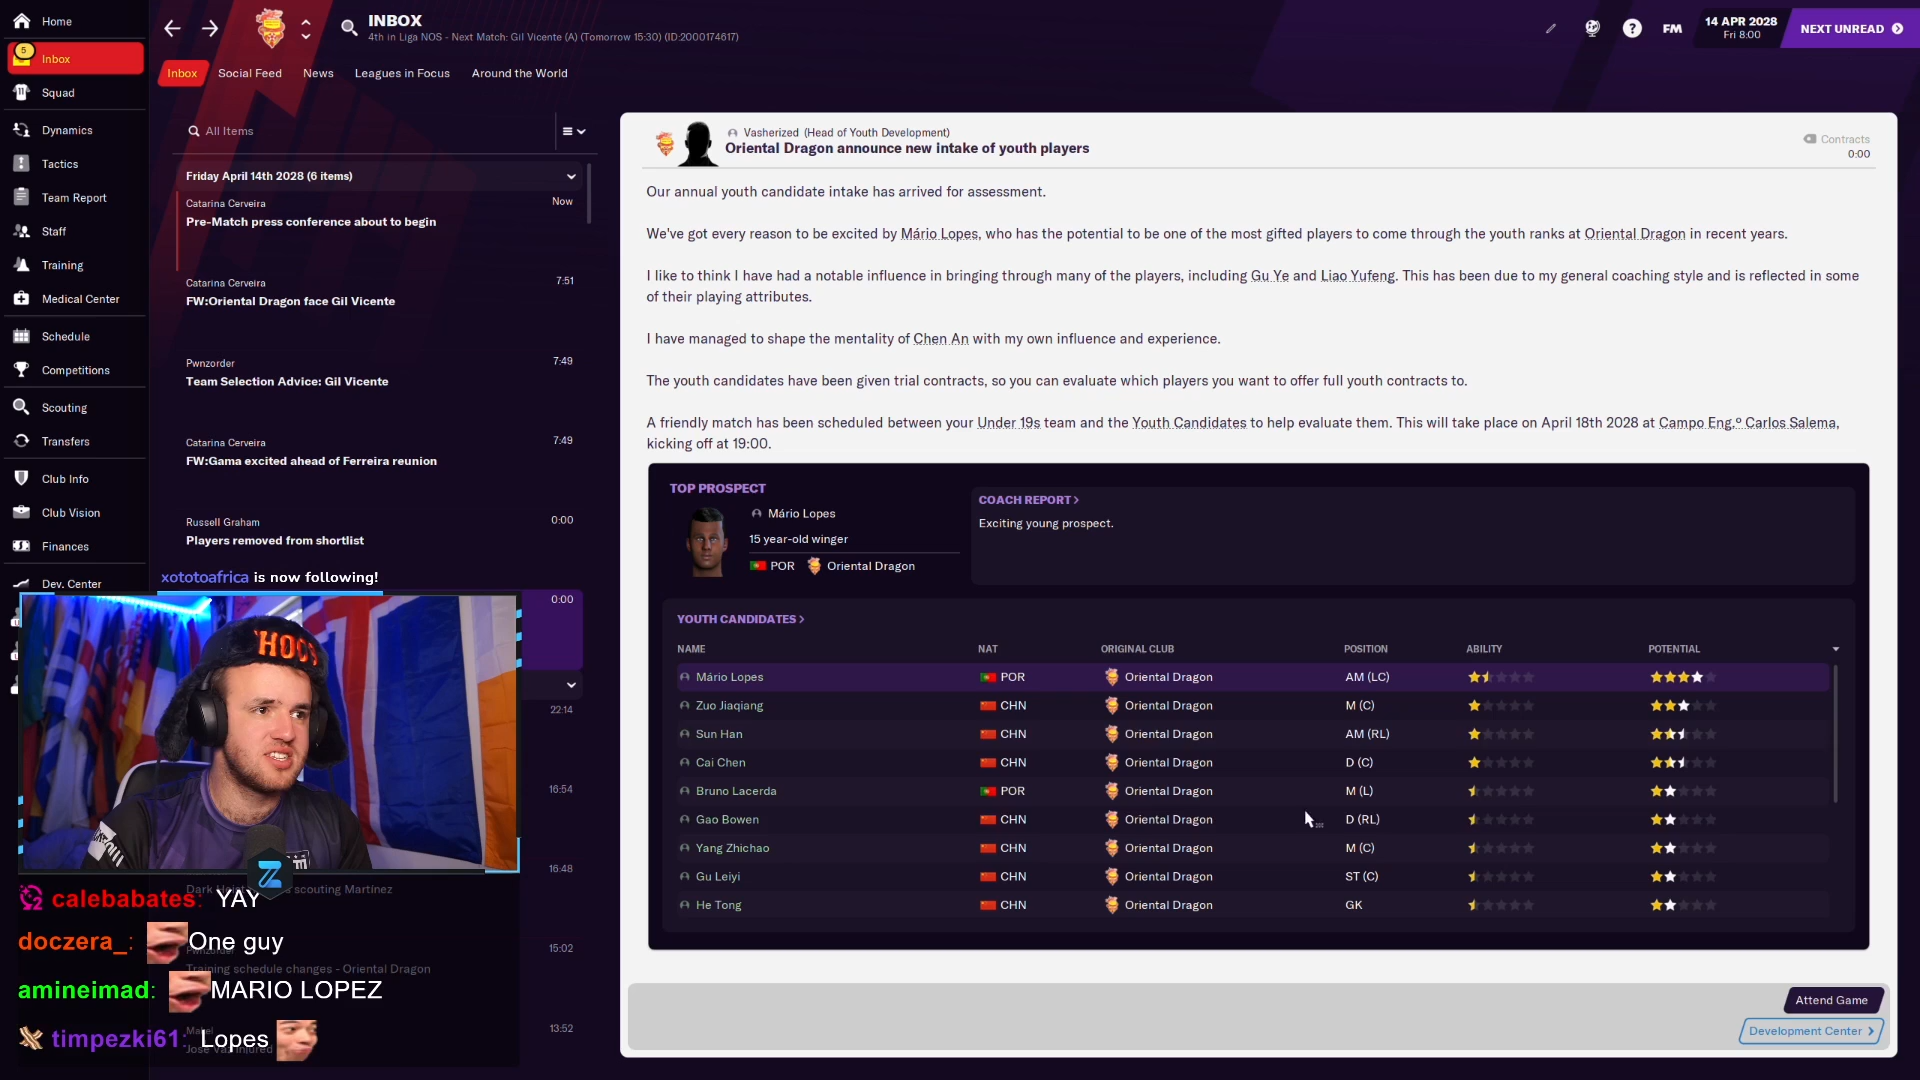 Home
5
Inbox
Squad
Dynamics
Tactics
Team Report
Staff
Training
Medical Center
Schedule
Competitions
Scouting
Transfers
Club Info
Club Vision
Finances
Dev. Center
INBOX
4th in Liga NOS - Next Match: Gil Vicente (A) (Tomorrow 15:30) (ID:2000174617)
FM
14 APR 2028
Fri 8:00
NEXT UNREAD
Inbox
Social Feed
News
Leagues in Focus
Around the World
All Items
Friday April 14th 2028 (6 items)
Catarina Cerveira
Now
Pre-Match press conference about to begin
Catarina Cerveira
7:51
FW:Oriental Dragon face Gil Vicente
Pwnzorder
7:49
Team Selection Advice: Gil Vicente
Catarina Cerveira
7:49
FW:Gama excited ahead of Ferreira reunion
Russell Graham
0:00
Players removed from shortlist
xototoafrica is now following!
0:00
22:14
16:54
16:48
scouting Martínez
15:02
Training schedule changes - Oriental Dragon
13:52
'HOOS
Z
calebabates: YAY
doczera_: One guy
amineimad: MARIO LOPEZ
timpezki61: Lopes
Vasherized (Head of Youth Development)
Oriental Dragon announce new intake of youth players
Contracts
0:00
Our annual youth candidate intake has arrived for assessment.
We've got every reason to be excited by Mário Lopes, who has the potential to be one of the most gifted players to come through the youth ranks at Oriental Dragon in recent years.
I like to think I have had a notable influence in bringing through many of the players, including Gu Ye and Liao Yufeng. This has been due to my general coaching style and is reflected in some
of their playing attributes.
I have managed to shape the mentality of Chen An with my own influence and experience.
The youth candidates have been given trial contracts, so you can evaluate which players you want to offer full youth contracts to.
A friendly match has been scheduled between your Under 19s team and the Youth Candidates to help evaluate them. This will take place on April 18th 2028 at Campo Eng.º Carlos Salema,
kicking off at 19:00.
TOP PROSPECT
Mário Lopes
15 year-old winger
POR Oriental Dragon
COACH REPORT >
Exciting young prospect.
YOUTH CANDIDATES >
NAME NAT ORIGINAL CLUB POSITION ABILITY POTENTIAL
Mário Lopes POR Oriental Dragon AM (LC)
Zuo Jiaqiang CHN Oriental Dragon M (C)
Sun Han CHN Oriental Dragon AM (RL)
Cai Chen CHN Oriental Dragon D (C)
Bruno Lacerda POR Oriental Dragon M (L)
Gao Bowen CHN Oriental Dragon D (RL)
Yang Zhichao CHN Oriental Dragon M (C)
Gu Leiyi CHN Oriental Dragon ST (C)
He Tong CHN Oriental Dragon GK
Attend Game
Development Center >